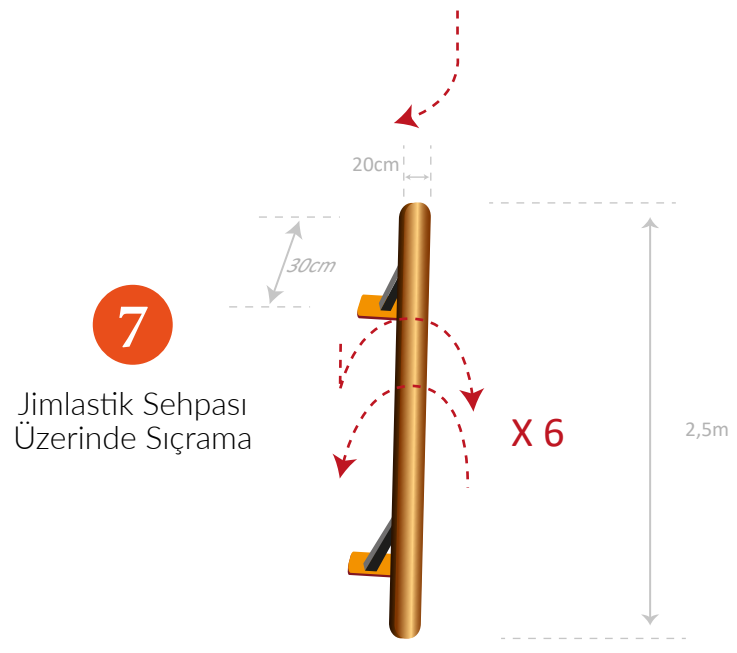 20cm
30cm
7
Jimlastik Sehpası
Üzerinde Sıçrama
X 6
2,5m